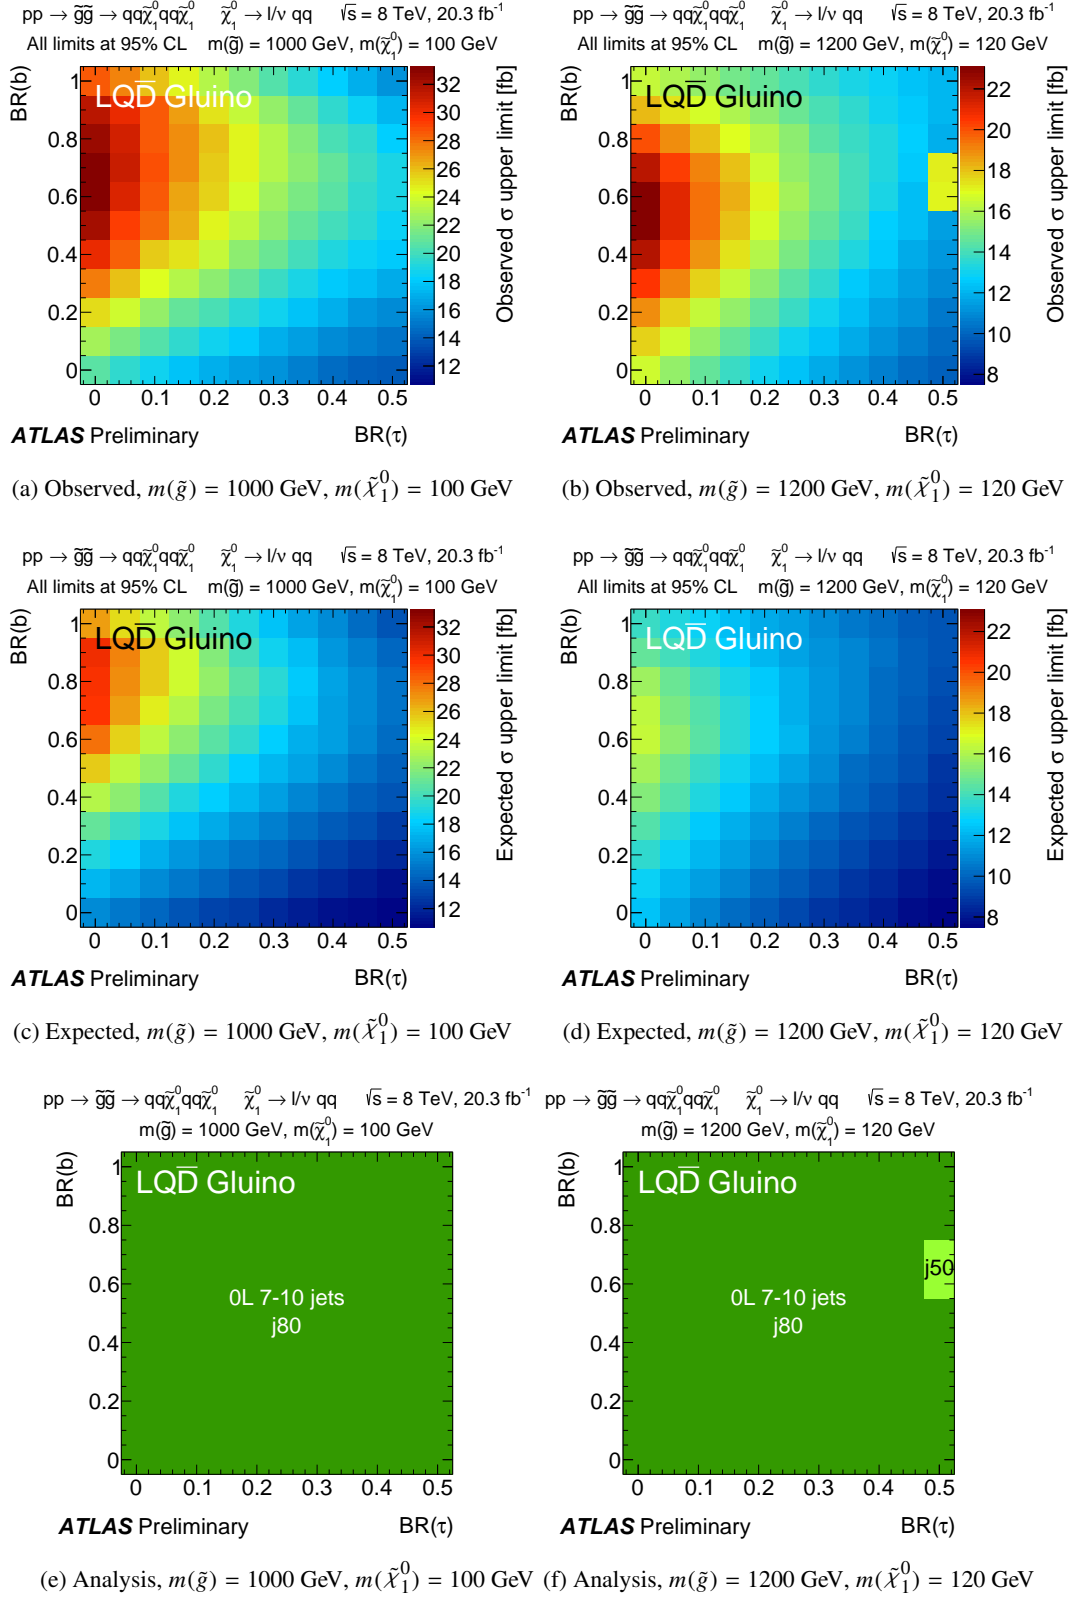 pp → g̃g̃ → qqχ̃₁⁰qqχ̃₁⁰ χ̃₁⁰ → l/ν qq √s = 8 TeV, 20.3 fb⁻¹
All limits at 95% CL m(g̃) = 1000 GeV, m(χ̃₁⁰) = 100 GeV
BR(b)
LQD̅ Gluino
1
0.8
0.6
0.4
0.2
0
0 0.1 0.2 0.3 0.4 0.5
32
30
28
26
24
22
20
18
16
14
12
Observed σ upper limit [fb]
ATLAS Preliminary BR(τ)
(a) Observed, m(g̃) = 1000 GeV, m(χ̃₁⁰) = 100 GeV
pp → g̃g̃ → qqχ̃₁⁰qqχ̃₁⁰ χ̃₁⁰ → l/ν qq √s = 8 TeV, 20.3 fb⁻¹
All limits at 95% CL m(g̃) = 1200 GeV, m(χ̃₁⁰) = 120 GeV
BR(b)
LQD̅ Gluino
1
0.8
0.6
0.4
0.2
0
0 0.1 0.2 0.3 0.4 0.5
22
20
18
16
14
12
10
8
Observed σ upper limit [fb]
ATLAS Preliminary BR(τ)
(b) Observed, m(g̃) = 1200 GeV, m(χ̃₁⁰) = 120 GeV
pp → g̃g̃ → qqχ̃₁⁰qqχ̃₁⁰ χ̃₁⁰ → l/ν qq √s = 8 TeV, 20.3 fb⁻¹
All limits at 95% CL m(g̃) = 1000 GeV, m(χ̃₁⁰) = 100 GeV
BR(b)
LQD̅ Gluino
1
0.8
0.6
0.4
0.2
0
0 0.1 0.2 0.3 0.4 0.5
32
30
28
26
24
22
20
18
16
14
12
Expected σ upper limit [fb]
ATLAS Preliminary BR(τ)
(c) Expected, m(g̃) = 1000 GeV, m(χ̃₁⁰) = 100 GeV
pp → g̃g̃ → qqχ̃₁⁰qqχ̃₁⁰ χ̃₁⁰ → l/ν qq √s = 8 TeV, 20.3 fb⁻¹
All limits at 95% CL m(g̃) = 1200 GeV, m(χ̃₁⁰) = 120 GeV
BR(b)
LQD̅ Gluino
1
0.8
0.6
0.4
0.2
0
0 0.1 0.2 0.3 0.4 0.5
22
20
18
16
14
12
10
8
Expected σ upper limit [fb]
ATLAS Preliminary BR(τ)
(d) Expected, m(g̃) = 1200 GeV, m(χ̃₁⁰) = 120 GeV
pp → g̃g̃ → qqχ̃₁⁰qqχ̃₁⁰ χ̃₁⁰ → l/ν qq √s = 8 TeV, 20.3 fb⁻¹
m(g̃) = 1000 GeV, m(χ̃₁⁰) = 100 GeV
BR(b)
LQD̅ Gluino
1
0.8
0.6
0.4
0.2
0
0L 7-10 jets
j80
0 0.1 0.2 0.3 0.4 0.5
ATLAS Preliminary BR(τ)
(e) Analysis, m(g̃) = 1000 GeV, m(χ̃₁⁰) = 100 GeV
pp → g̃g̃ → qqχ̃₁⁰qqχ̃₁⁰ χ̃₁⁰ → l/ν qq √s = 8 TeV, 20.3 fb⁻¹
m(g̃) = 1200 GeV, m(χ̃₁⁰) = 120 GeV
BR(b)
LQD̅ Gluino
1
0.8
0.6
0.4
0.2
0
j50
0L 7-10 jets
j80
0 0.1 0.2 0.3 0.4 0.5
ATLAS Preliminary BR(τ)
(f) Analysis, m(g̃) = 1200 GeV, m(χ̃₁⁰) = 120 GeV